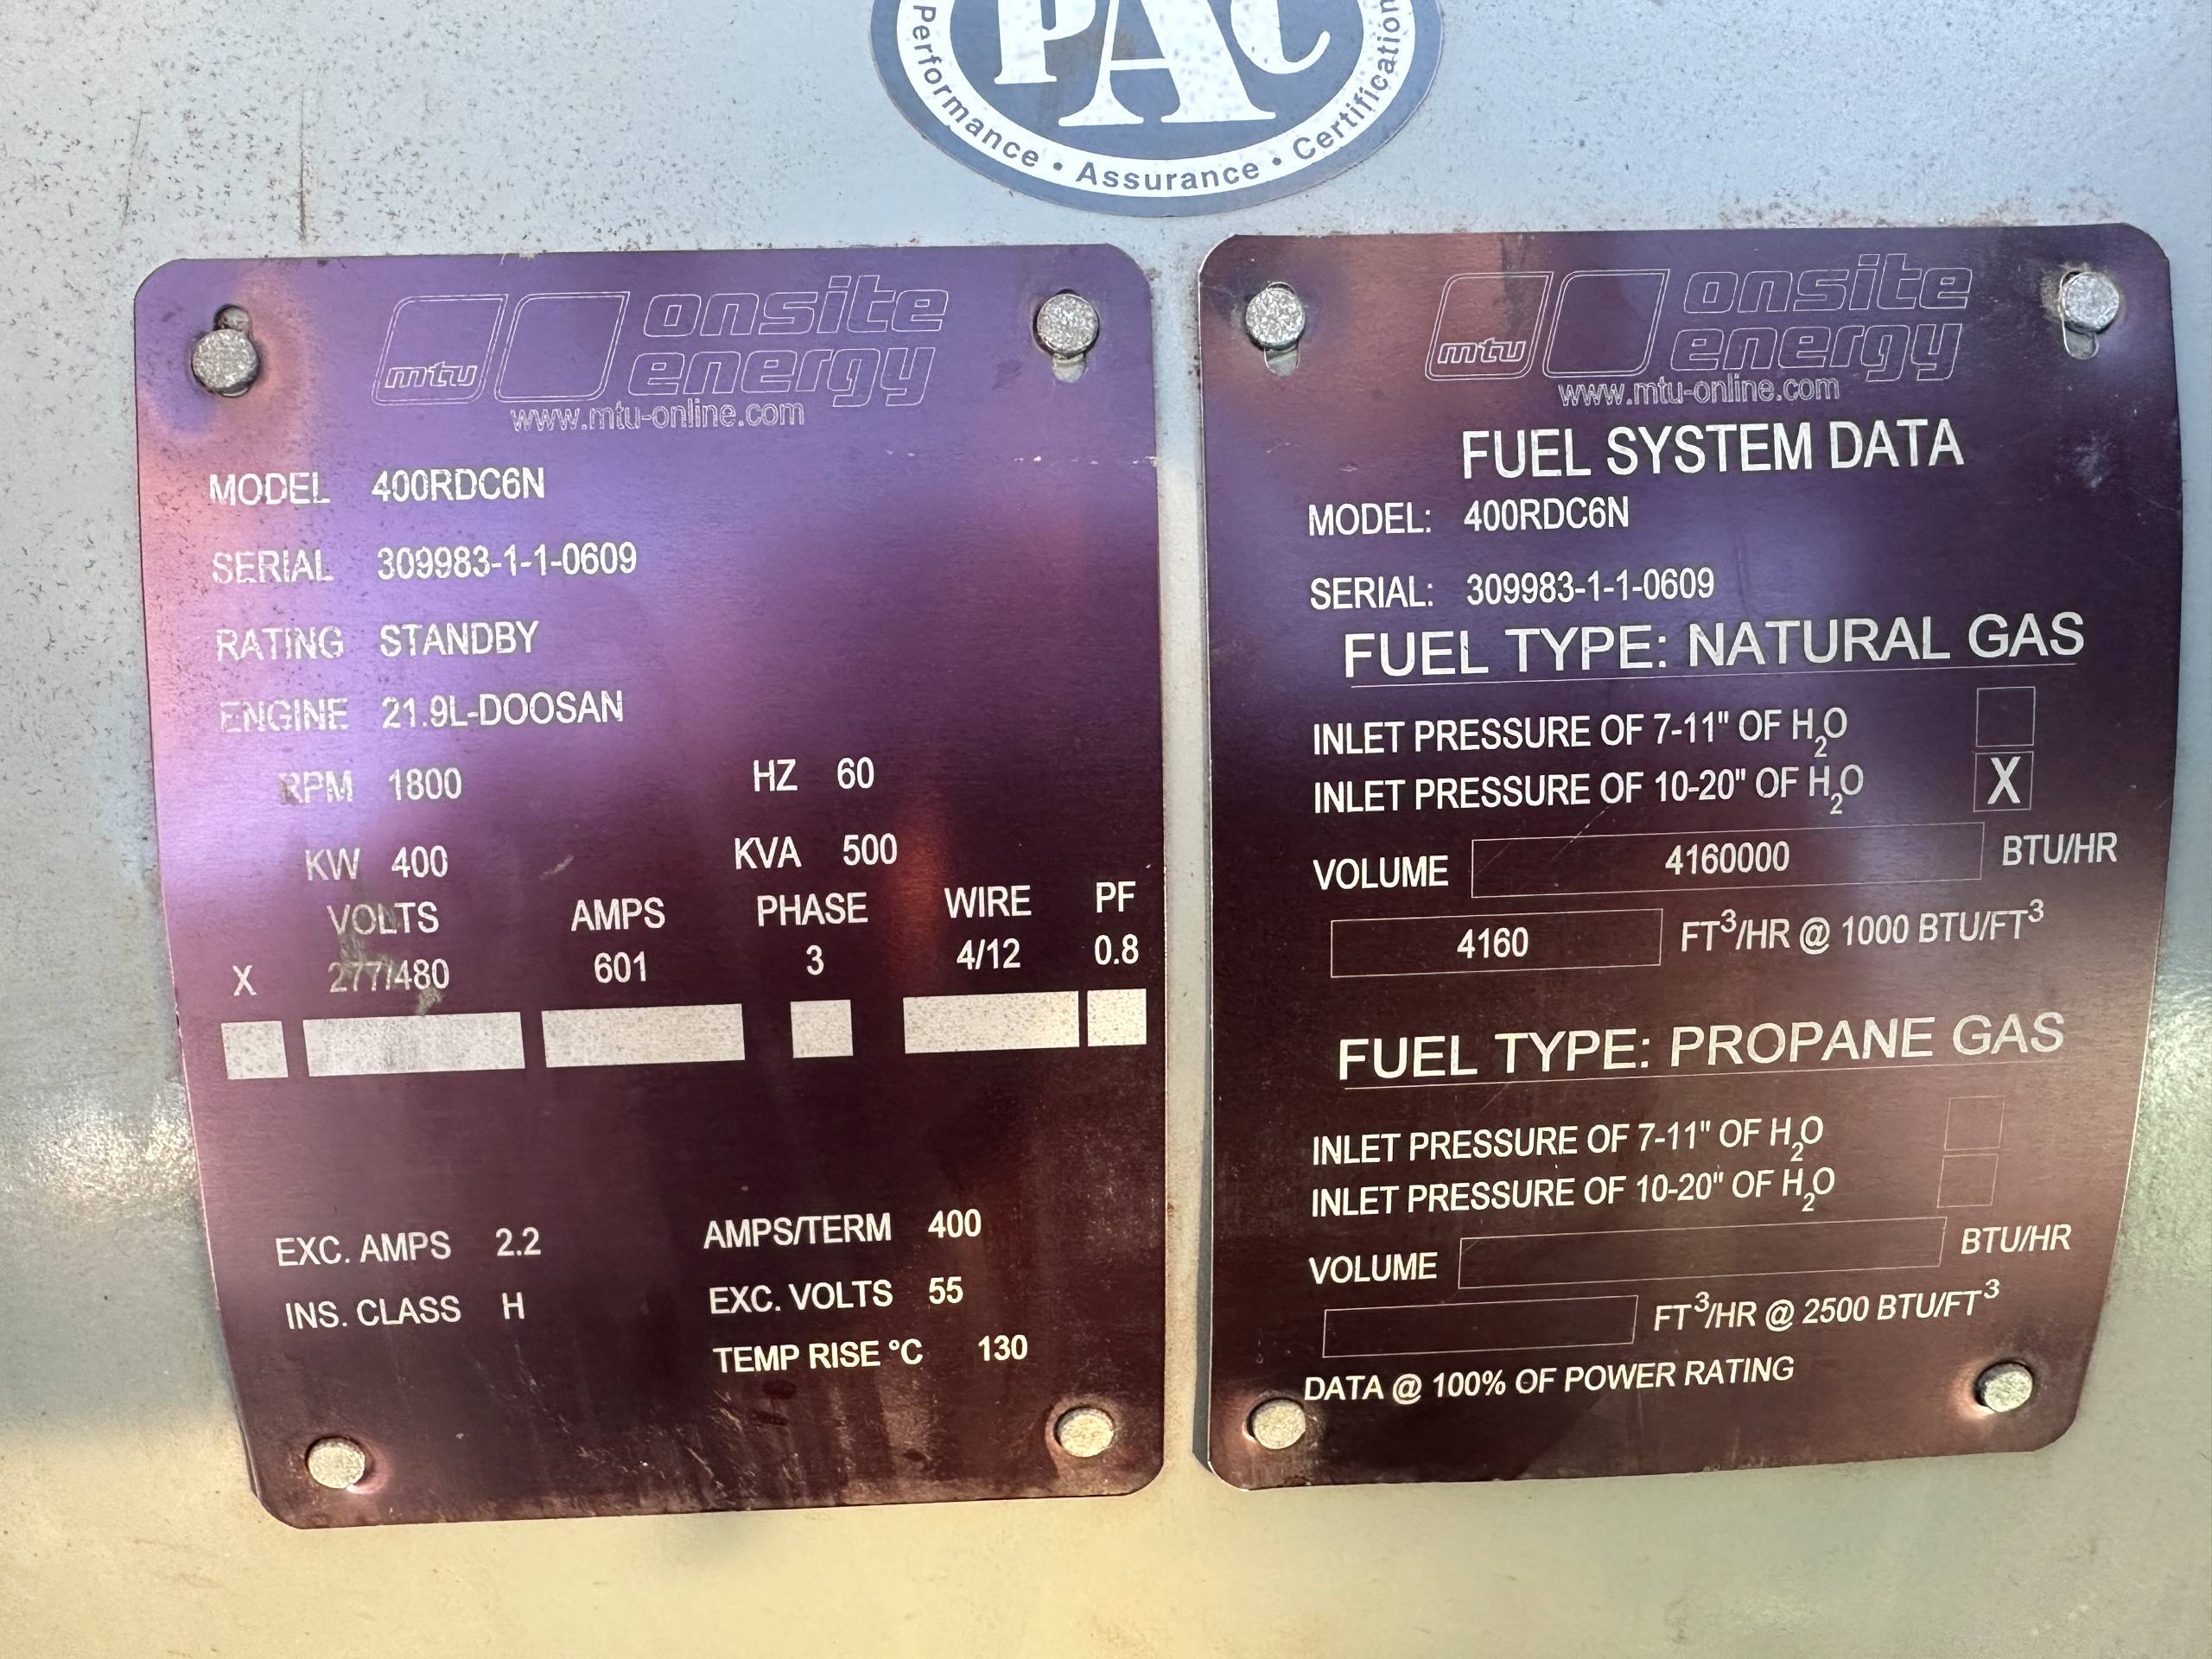 PAC
Performance • Assurance • Certification
mtu onsite energy
www.mtu-online.com
MODEL 400RDC6N
SERIAL 309983-1-1-0609
RATING STANDBY
ENGINE 21.9L-DOOSAN
RPM 1800 HZ 60
KW 400 KVA 500
VOLTS AMPS PHASE WIRE PF
X 277/480 601 3 4/12 0.8
EXC. AMPS 2.2 AMPS/TERM 400
INS. CLASS H EXC. VOLTS 55
TEMP RISE °C 130
mtu onsite energy
www.mtu-online.com
FUEL SYSTEM DATA
MODEL: 400RDC6N
SERIAL: 309983-1-1-0609
FUEL TYPE: NATURAL GAS
INLET PRESSURE OF 7-11" OF H₂O
INLET PRESSURE OF 10-20" OF H₂O X
VOLUME 4160000 BTU/HR
4160 FT³/HR @ 1000 BTU/FT³
FUEL TYPE: PROPANE GAS
INLET PRESSURE OF 7-11" OF H₂O
INLET PRESSURE OF 10-20" OF H₂O
VOLUME BTU/HR
FT³/HR @ 2500 BTU/FT³
DATA @ 100% OF POWER RATING